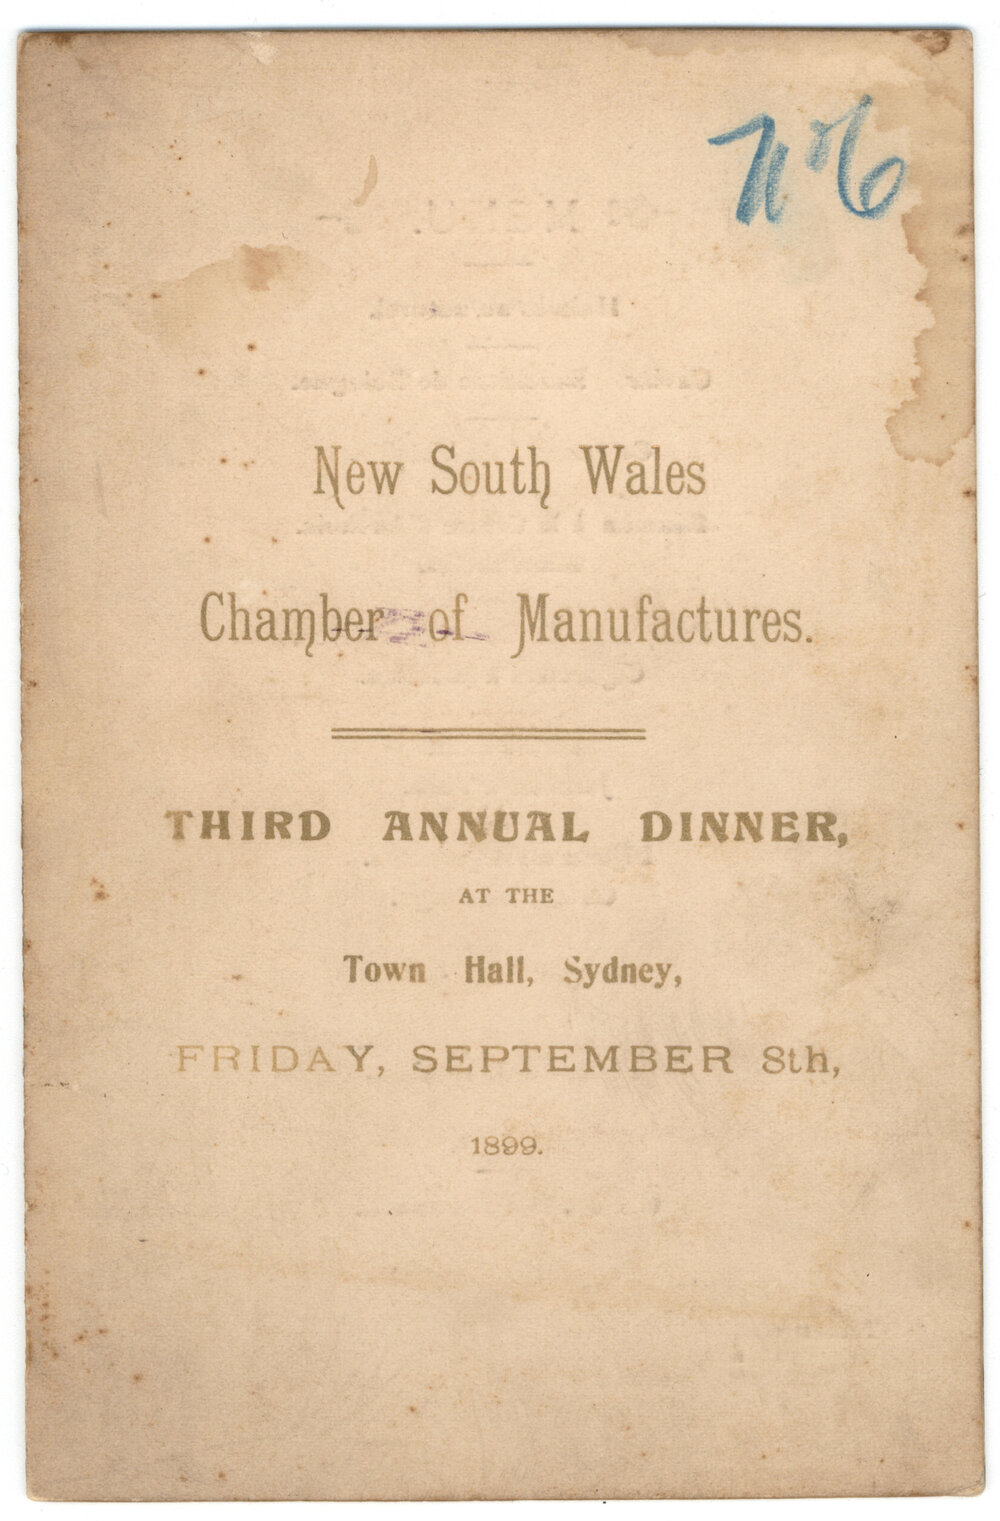 New South Wales
Chamber of Manufactures.
THIRD ANNUAL DINNER,
AT THE
Town Hall, Sydney,
FRIDAY, SEPTEMBER 8th,
1899.